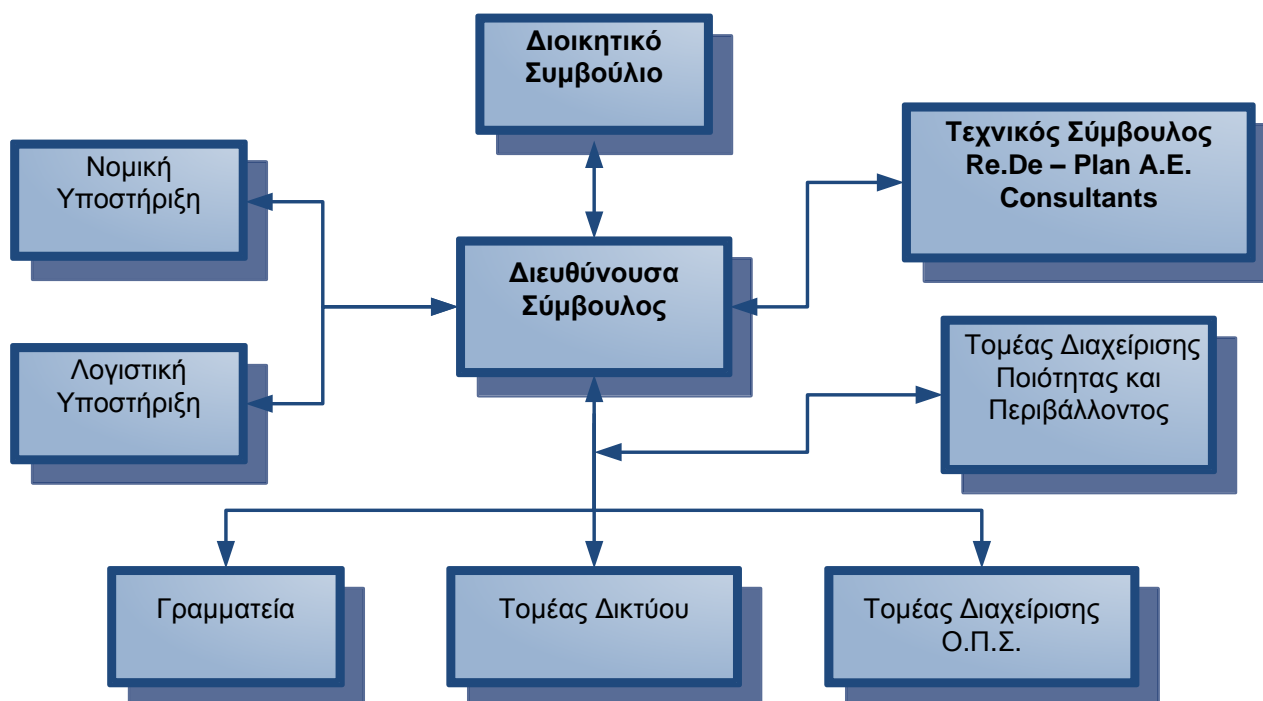 Διοικητικό
Συμβούλιο
Τεχνικός Σύμβουλος
Re.De – Plan A.E.
Consultants
Νομική
Υποστήριξη
Διευθύνουσα
Σύμβουλος
Λογιστική
Υποστήριξη
Τομέας Διαχείρισης
Ποιότητας και
Περιβάλλοντος
Γραμματεία
Τομέας Δικτύου
Τομέας Διαχείρισης
Ο.Π.Σ.